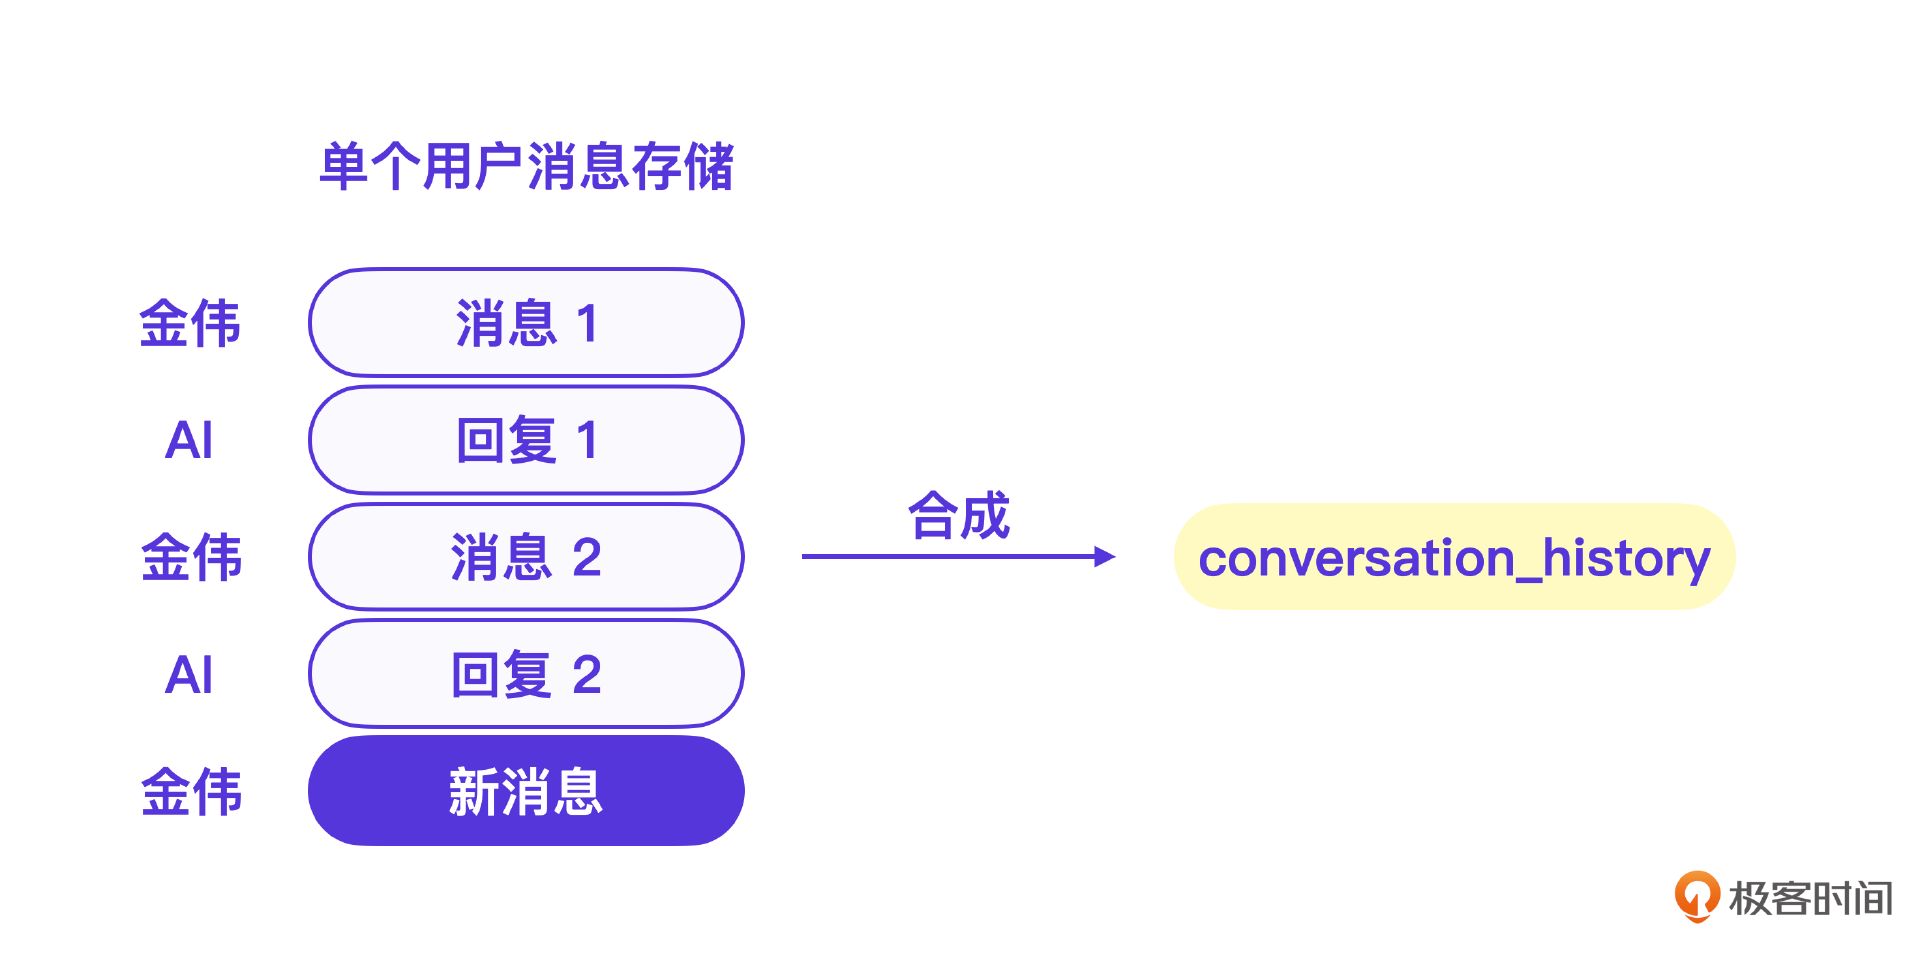 单个用户消息存储
金伟 消息 1
AI 回复 1
金伟 消息 2
AI 回复 2
金伟 新消息
合成
conversation_history
极客时间